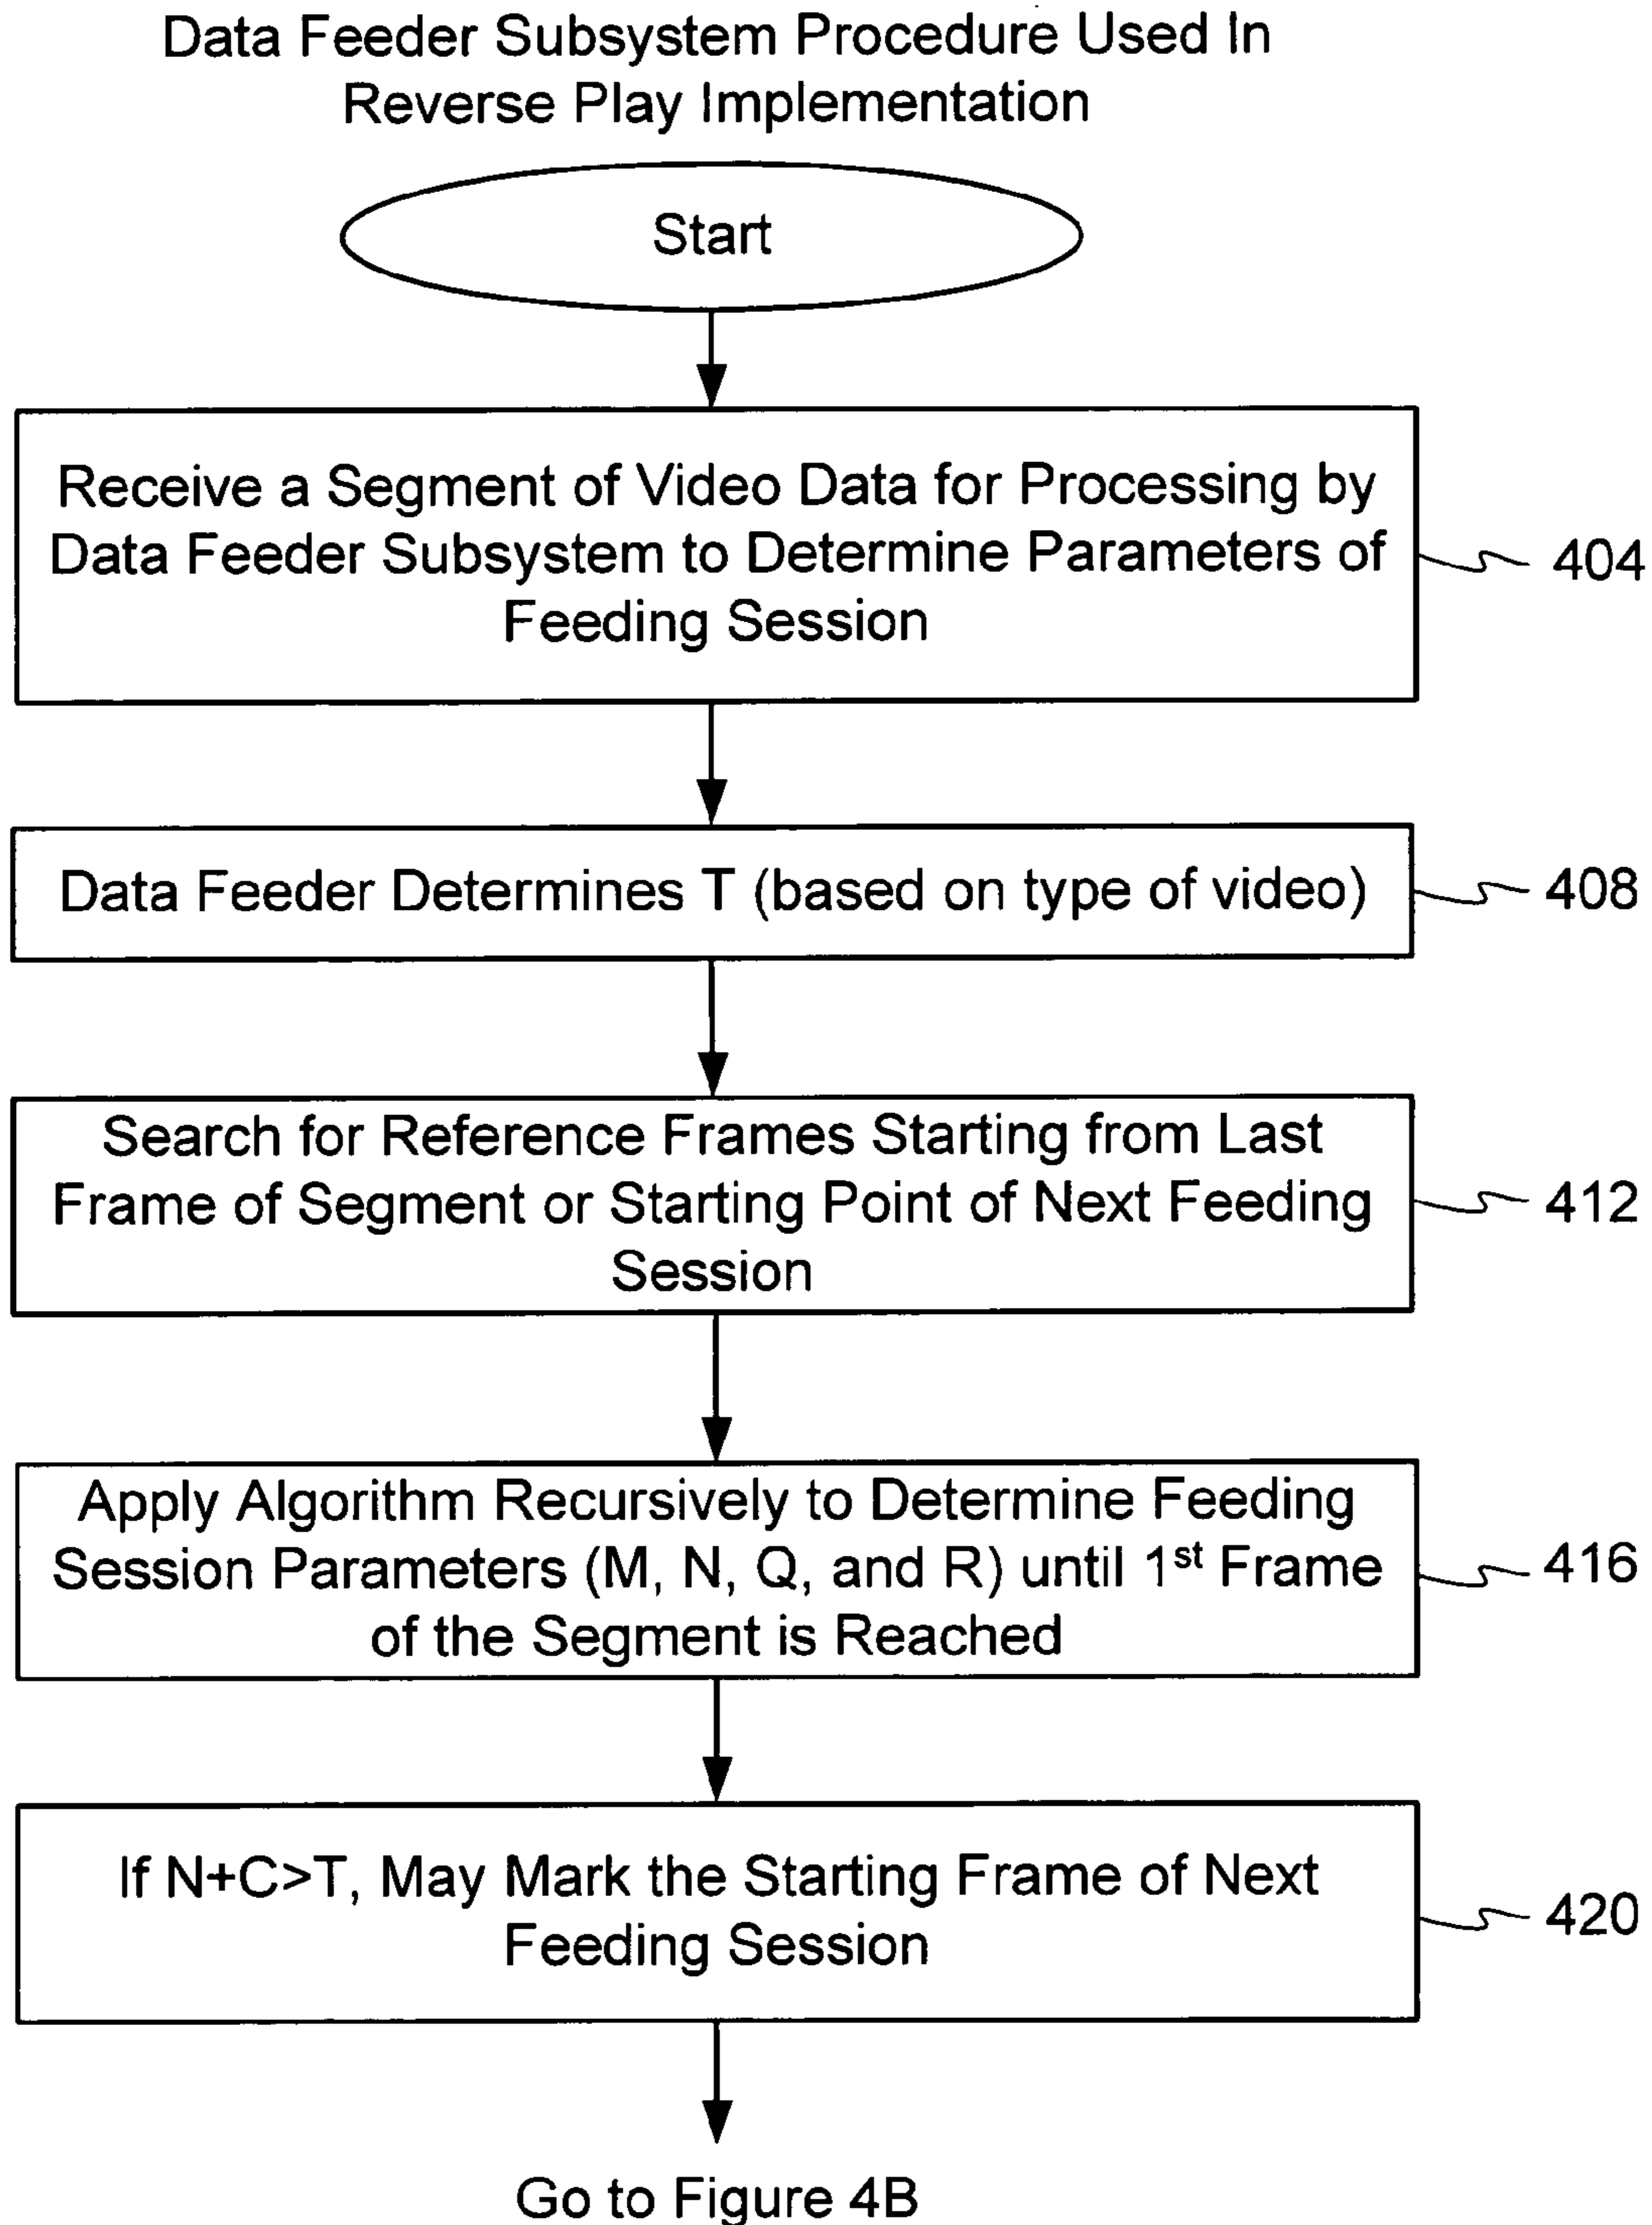 Data Feeder Subsystem Procedure Used In
Reverse Play Implementation
Start
Receive a Segment of Video Data for Processing by
Data Feeder Subsystem to Determine Parameters of
Feeding Session
404
Data Feeder Determines T (based on type of video)
408
Search for Reference Frames Starting from Last
Frame of Segment or Starting Point of Next Feeding
Session
412
Apply Algorithm Recursively to Determine Feeding
Session Parameters (M, N, Q, and R) until 1st Frame
of the Segment is Reached
416
If N+C>T, May Mark the Starting Frame of Next
Feeding Session
420
Go to Figure 4B